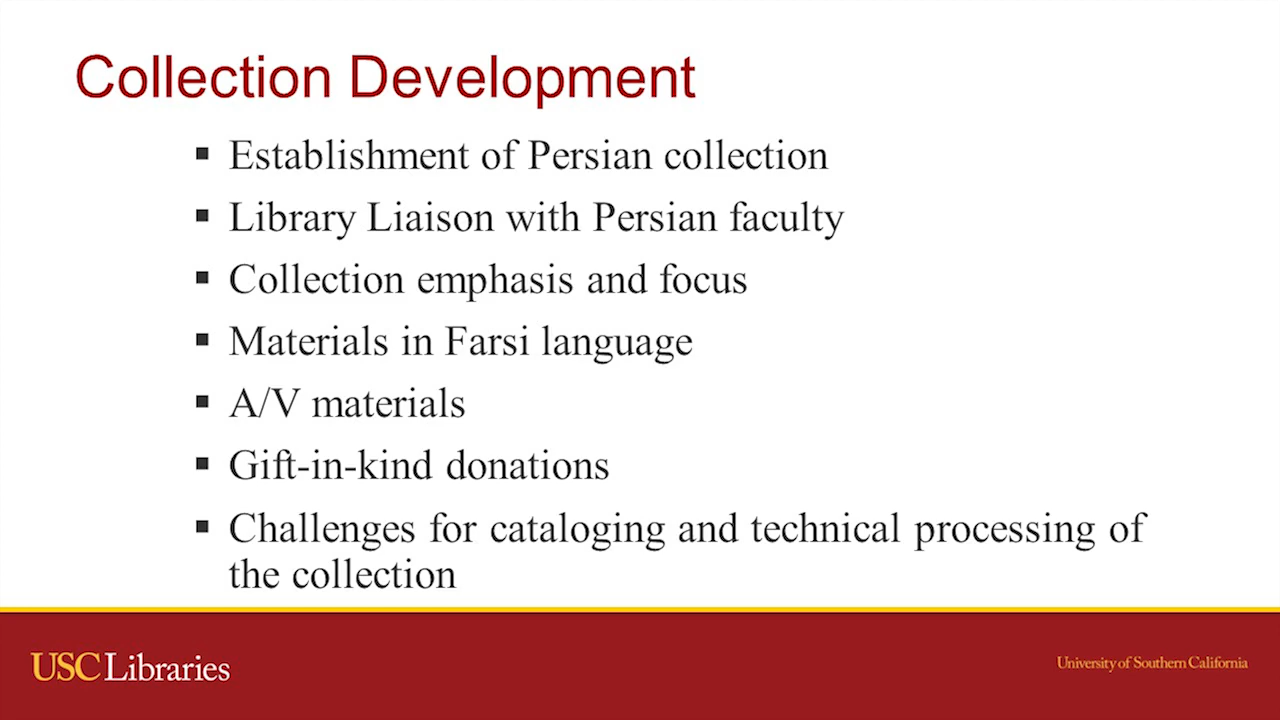 Collection Development
▪ Establishment of Persian collection
▪ Library Liaison with Persian faculty
▪ Collection emphasis and focus
▪ Materials in Farsi language
▪ A/V materials
▪ Gift-in-kind donations
▪ Challenges for cataloging and technical processing of
the collection
USC Libraries
University of Southern California